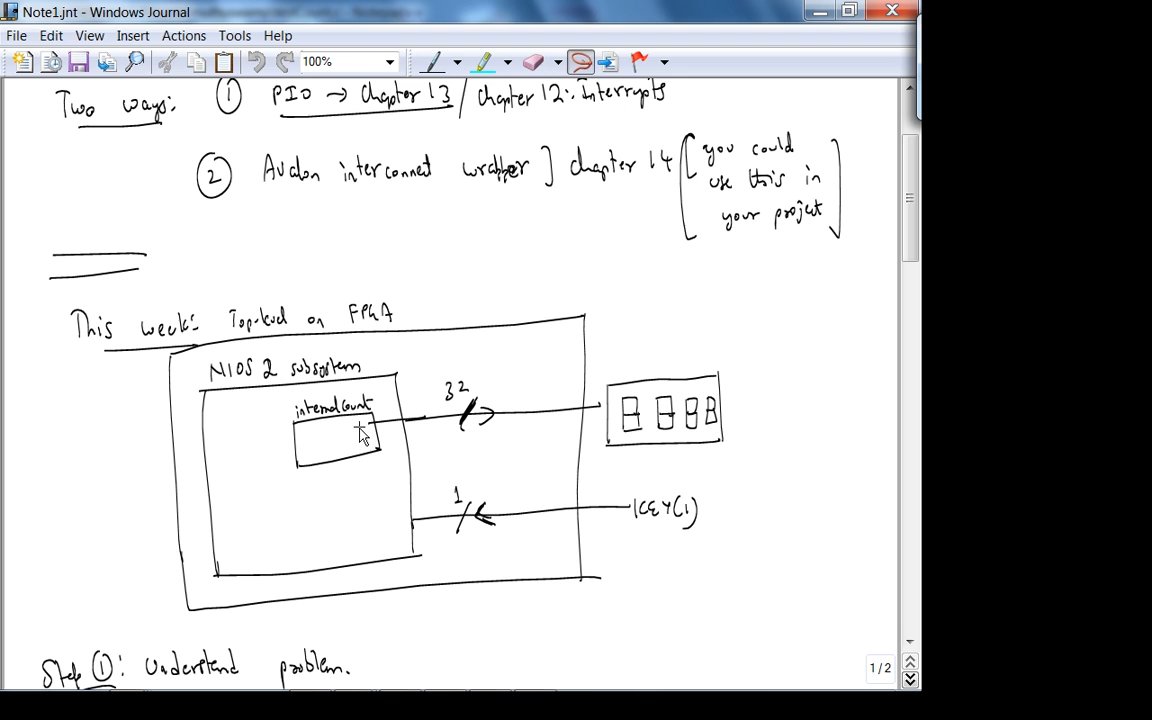 Note1.jnt - Windows Journal
File Edit View Insert Actions Tools Help
100%
Two ways: ① PIO → Chapter 13 / Chapter 12: Interrupts
② Avalon interconnect wrapper ] Chapter 14 [ you could
use this in
your project ]
This week: Top-level on FPGA
NIOS 2 subsystem
internalCount
32
1
KEY(1)
Step ①: Understand problem.
1 / 2